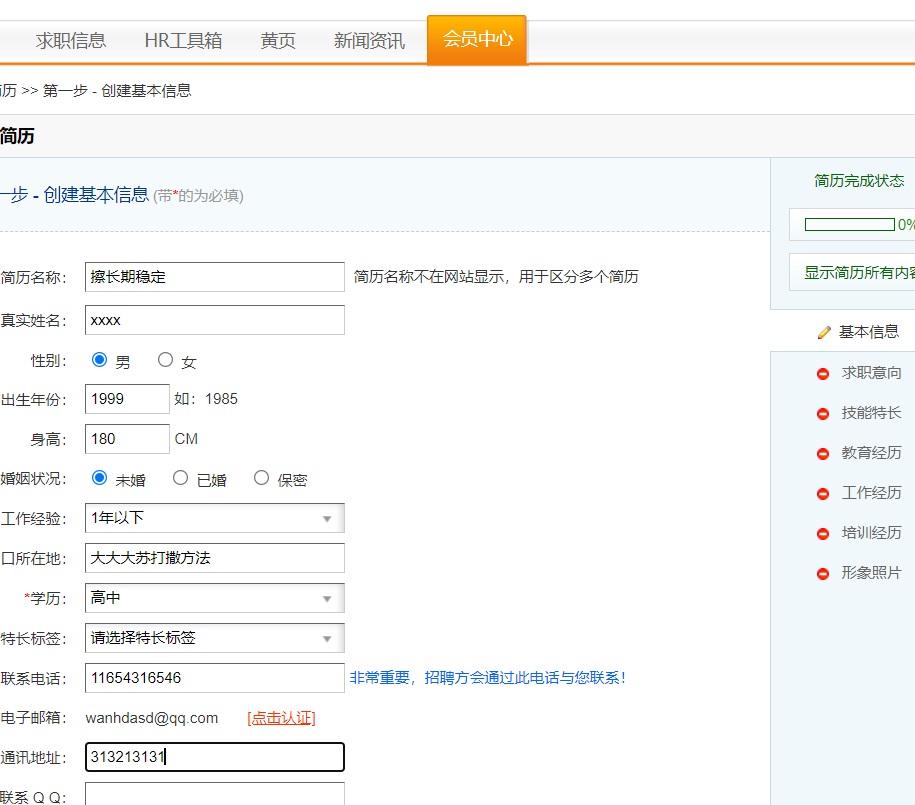 求职信息 HR工具箱 黄页 新闻资讯 会员中心
历 >> 第一步 - 创建基本信息
简历
一步 - 创建基本信息 (带*的为必填)
简历完成状态
0%
显示简历所有内容
简历名称： 擦长期稳定 简历名称不在网站显示，用于区分多个简历
真实姓名： xxxx
基本信息
性别： 男 女
求职意向
出生年份： 1999 如：1985
技能特长
身高： 180 CM
教育经历
婚姻状况： 未婚 已婚 保密
工作经历
工作经验： 1年以下
培训经历
口所在地： 大大大苏打撒方法
形象照片
*学历： 高中
特长标签： 请选择特长标签
联系电话： 11654316546 非常重要，招聘方会通过此电话与您联系！
电子邮箱： wanhdasd@qq.com [点击认证]
通讯地址： 313213131
联系 Q Q：